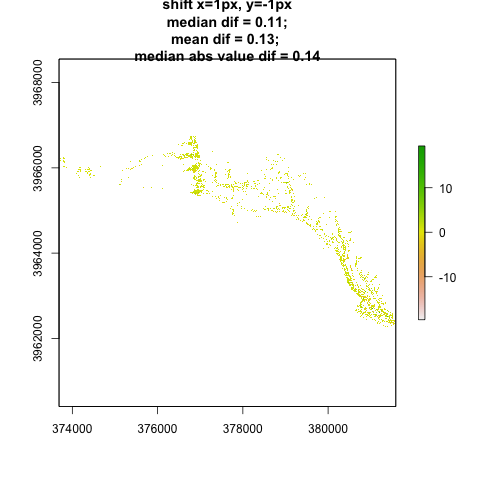 shift x=1px, y=-1px
median dif = 0.11;
mean dif = 0.13;
median abs value dif = 0.14
3968000
3966000
3964000
3962000
374000 376000 378000 380000
10
0
-10